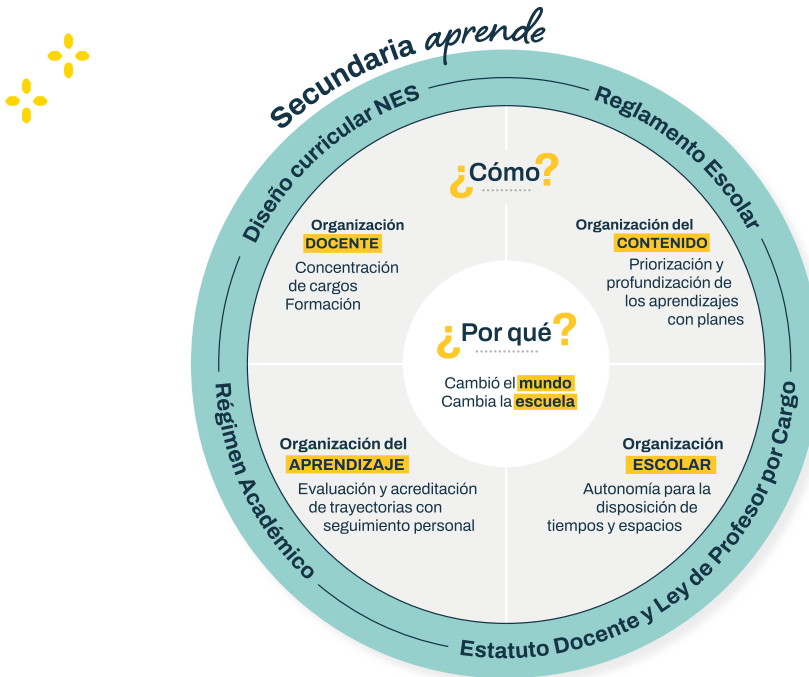 Secundaria aprende
Diseño curricular NES
Reglamento Escolar
¿Cómo?
Organización
DOCENTE
Concentración
de cargos
Formación
Organización del
CONTENIDO
Priorización y
profundización de
los aprendizajes
con planes
¿Por qué?
Cambió el mundo
Cambia la escuela
Organización del
APRENDIZAJE
Evaluación y acreditación
de trayectorias con
seguimiento personal
Organización
ESCOLAR
Autonomía para la
disposición de
tiempos y espacios
Régimen Académico
Estatuto Docente y Ley de Profesor por Cargo